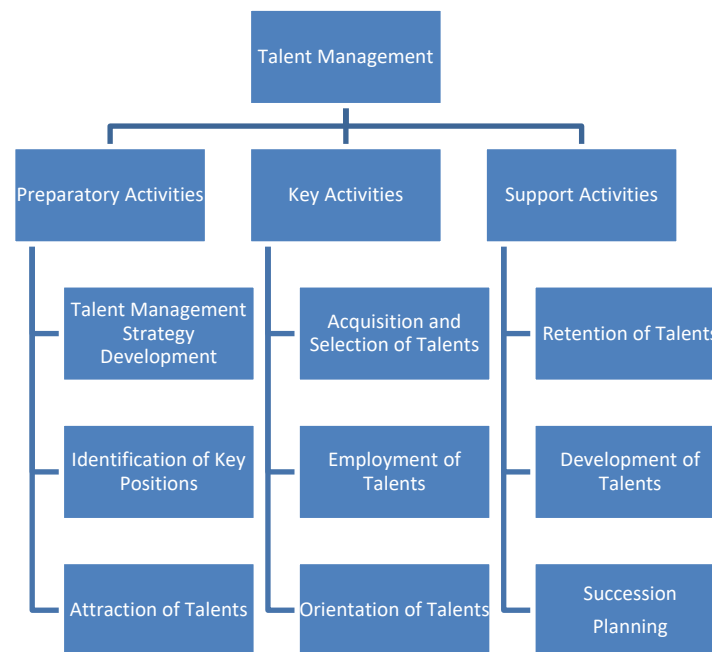 Talent Management
Preparatory Activities
Key Activities
Support Activities
Talent Management
Strategy
Development
Acquisition and
Selection of Talents
Retention of Talents
Identification of Key
Positions
Employment of
Talents
Development of
Talents
Attraction of Talents
Orientation of Talents
Succession
Planning